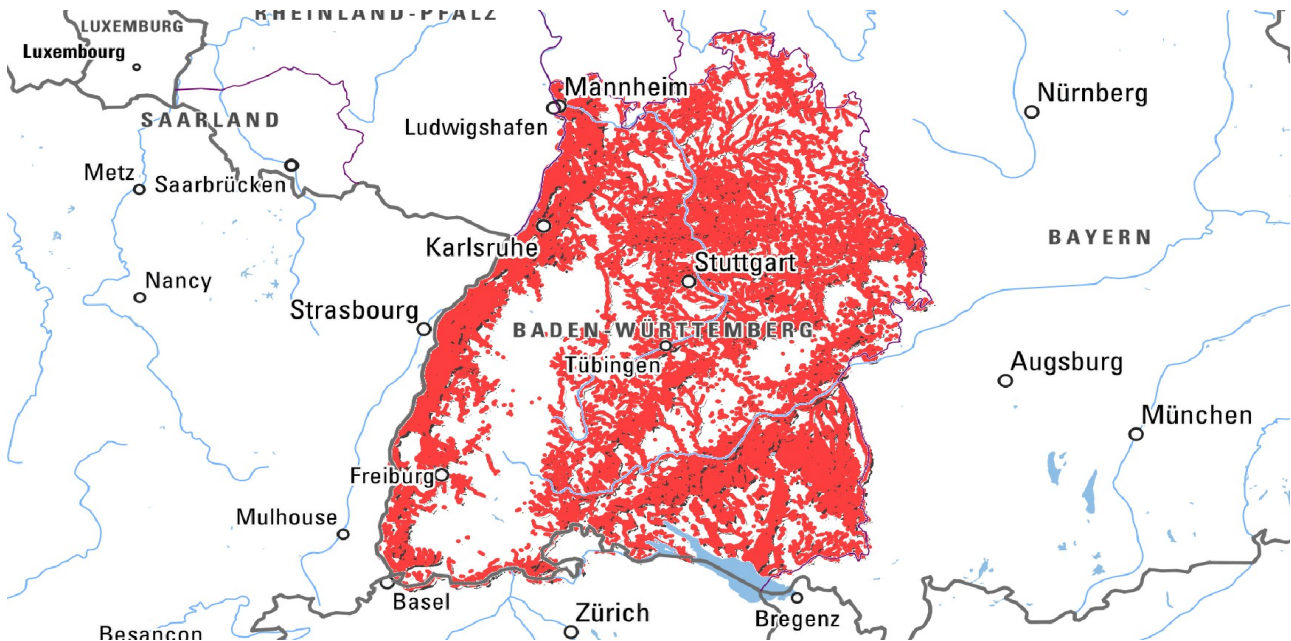 RHEINLAND-PFALZ
LUXEMBURG
Luxembourg
Mannheim
Nürnberg
SAARLAND
Ludwigshafen
Metz
Saarbrücken
Karlsruhe
BAYERN
Stuttgart
Nancy
Strasbourg
BADEN-WÜRTTEMBERG
Tübingen
Augsburg
München
Freiburg
Mulhouse
Basel
Zürich
Bregenz
Besançon